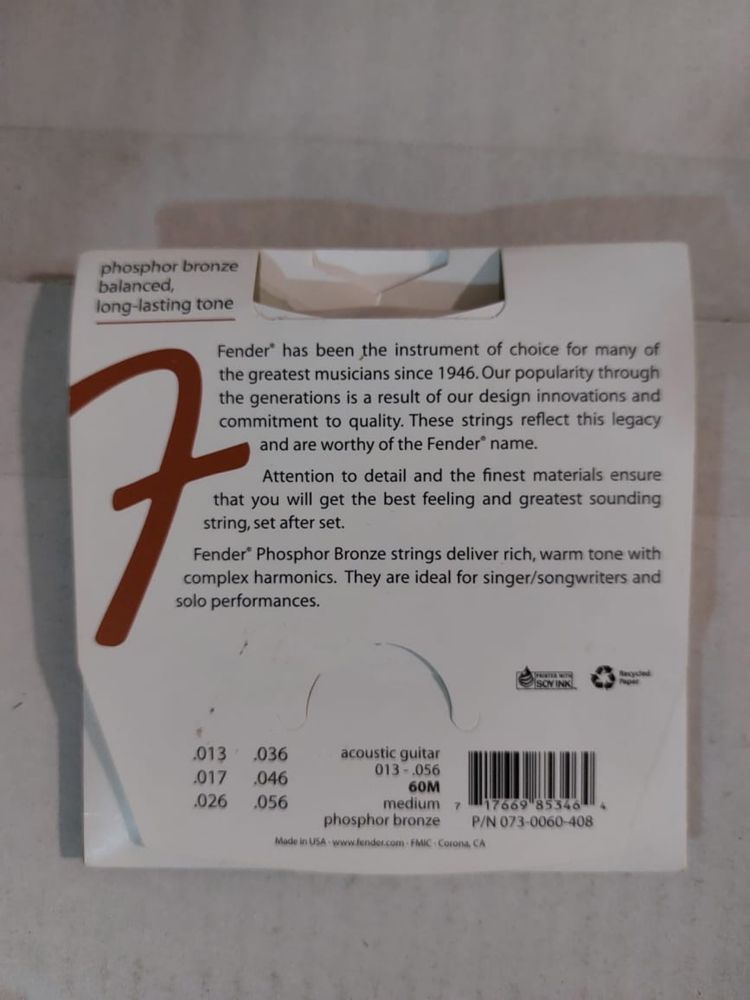 phosphor bronze
balanced,
long-lasting tone
Fender® has been the instrument of choice for many of
the greatest musicians since 1946. Our popularity through
the generations is a result of our design innovations and
commitment to quality. These strings reflect this legacy
and are worthy of the Fender® name.
Attention to detail and the finest materials ensure
that you will get the best feeling and greatest sounding
string, set after set.
Fender® Phosphor Bronze strings deliver rich, warm tone with
complex harmonics. They are ideal for singer/songwriters and
solo performances.
PRINTED WITH
SOY INK
Recycled
Paper
.013 .036
.017 .046
.026 .056
acoustic guitar
013 - .056
60M
medium
phosphor bronze
7 17669 85346 4
P/N 073-0060-408
Made in USA · www.fender.com · FMIC · Corona, CA